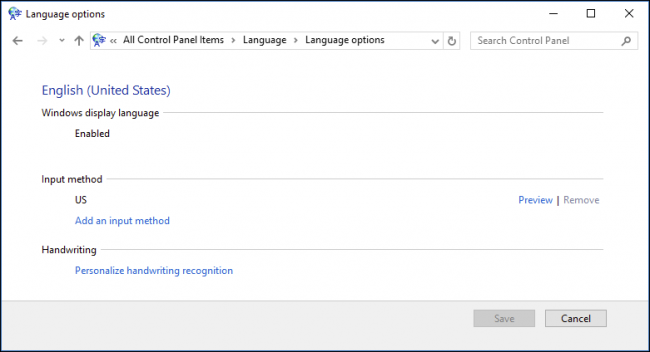 Language options
« All Control Panel Items > Language > Language options
Search Control Panel
English (United States)
Windows display language
Enabled
Input method
US Preview | Remove
Add an input method
Handwriting
Personalize handwriting recognition
Save Cancel